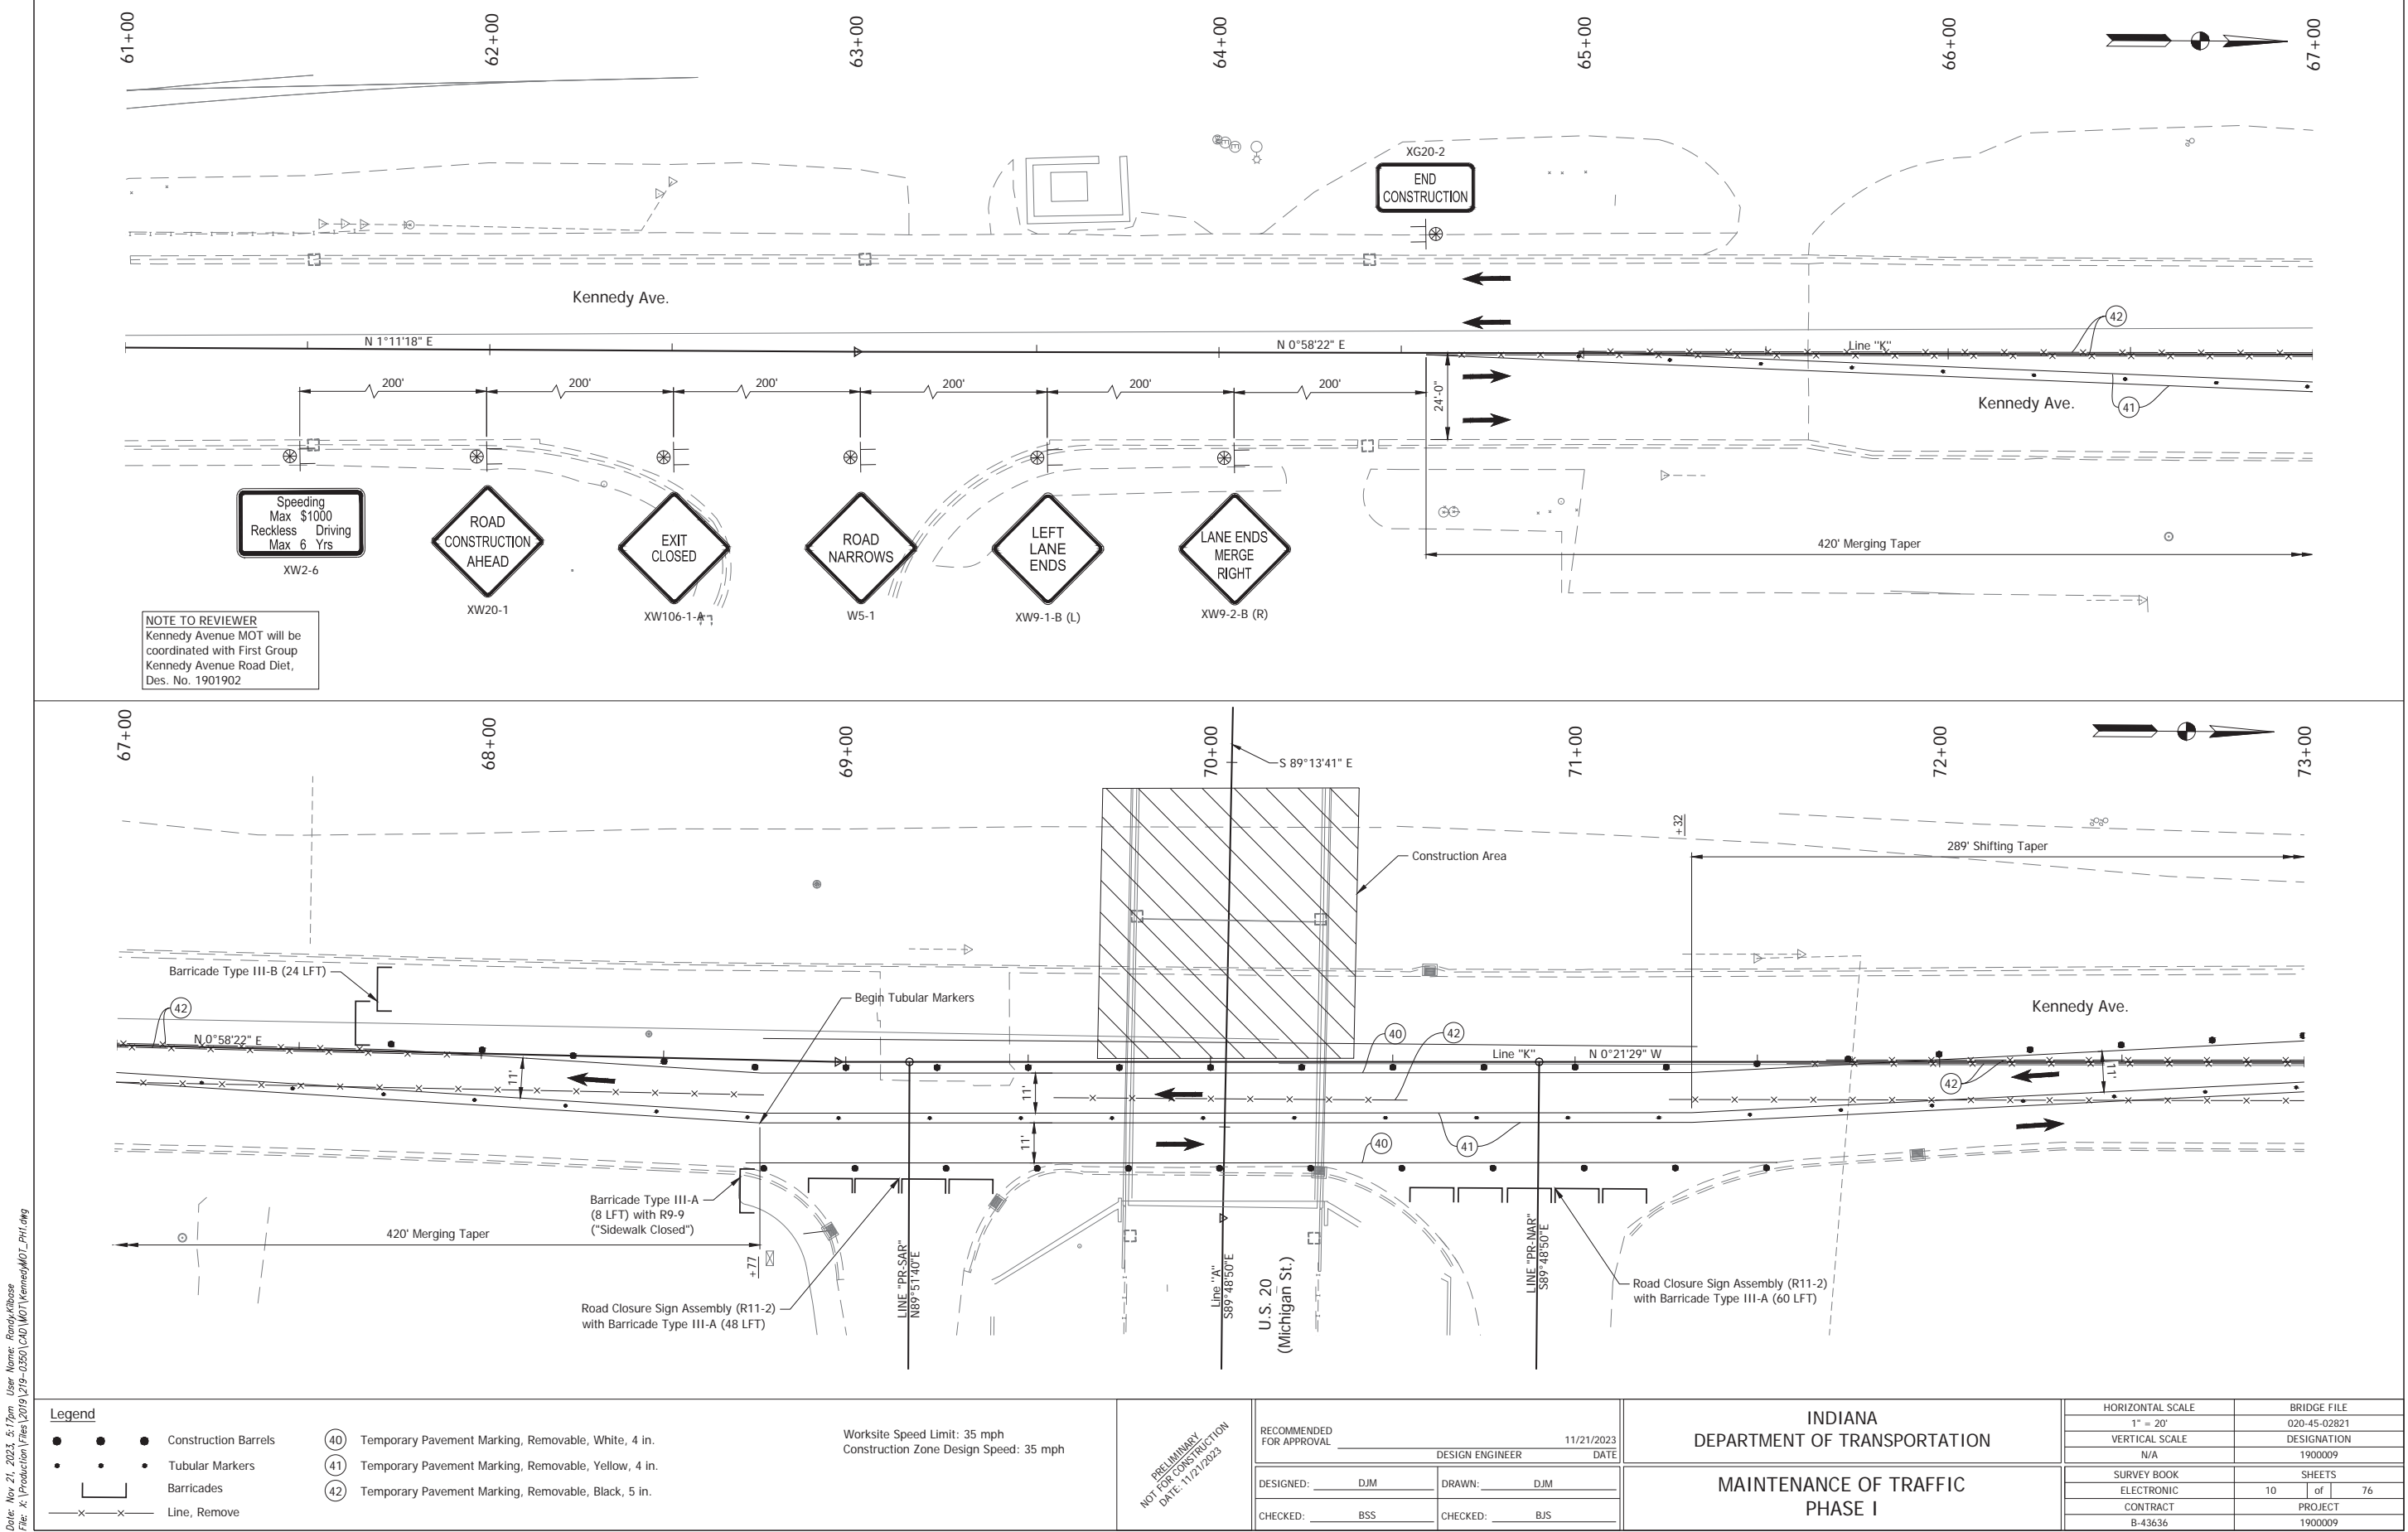 61+00
62+00
63+00
64+00
65+00
66+00
67+00
XG20-2
END
CONSTRUCTION
Kennedy Ave.
42
N 1°11'18" E
N 0°58'22" E
Line "K"
200'
200'
200'
200'
200'
200'
24'-0"
Kennedy Ave.
41
Speeding
Max $1000
Reckless Driving
Max 6 Yrs
XW2-6
ROAD
CONSTRUCTION
AHEAD
XW20-1
EXIT
CLOSED
XW106-1-A
ROAD
NARROWS
W5-1
LEFT
LANE
ENDS
XW9-1-B (L)
LANE ENDS
MERGE
RIGHT
XW9-2-B (R)
420' Merging Taper
NOTE TO REVIEWER
Kennedy Avenue MOT will be
coordinated with First Group
Kennedy Avenue Road Diet,
Des. No. 1901902
67+00
68+00
69+00
70+00
71+00
72+00
73+00
S 89°13'41" E
+32
289' Shifting Taper
Construction Area
Barricade Type III-B (24 LFT)
42
Begin Tubular Markers
Kennedy Ave.
N 0°58'22" E
40
42
Line "K"
N 0°21'29" W
11'
11'
11'
42
11'
40
41
Barricade Type III-A
(8 LFT) with R9-9
("Sidewalk Closed")
420' Merging Taper
+77
LINE "PR-SAR"
N89°51'40"E
Line "A"
S89°48'50"E
U.S. 20
(Michigan St.)
LINE "PR-NAR"
S89°48'50"E
Road Closure Sign Assembly (R11-2)
with Barricade Type III-A (48 LFT)
Road Closure Sign Assembly (R11-2)
with Barricade Type III-A (60 LFT)
Date: Nov 21, 2023, 5:17pm User Name: Randy.Kilbase
File: X:\Production\Files\2019\219-0350\CAD\MOT\KennedyMOT_PH1.dwg
Legend
Construction Barrels
Tubular Markers
Barricades
Line, Remove
40 Temporary Pavement Marking, Removable, White, 4 in.
41 Temporary Pavement Marking, Removable, Yellow, 4 in.
42 Temporary Pavement Marking, Removable, Black, 5 in.
Worksite Speed Limit: 35 mph
Construction Zone Design Speed: 35 mph
PRELIMINARY
NOT FOR CONSTRUCTION
DATE: 11/21/2023
RECOMMENDED
FOR APPROVAL
11/21/2023
DESIGN ENGINEER DATE
DESIGNED: DJM
DRAWN: DJM
CHECKED: BSS
CHECKED: BJS
INDIANA
DEPARTMENT OF TRANSPORTATION
MAINTENANCE OF TRAFFIC
PHASE I
HORIZONTAL SCALE
1" = 20'
VERTICAL SCALE
N/A
SURVEY BOOK
ELECTRONIC
CONTRACT
B-43636
BRIDGE FILE
020-45-02821
DESIGNATION
1900009
SHEETS
10 of 76
PROJECT
1900009